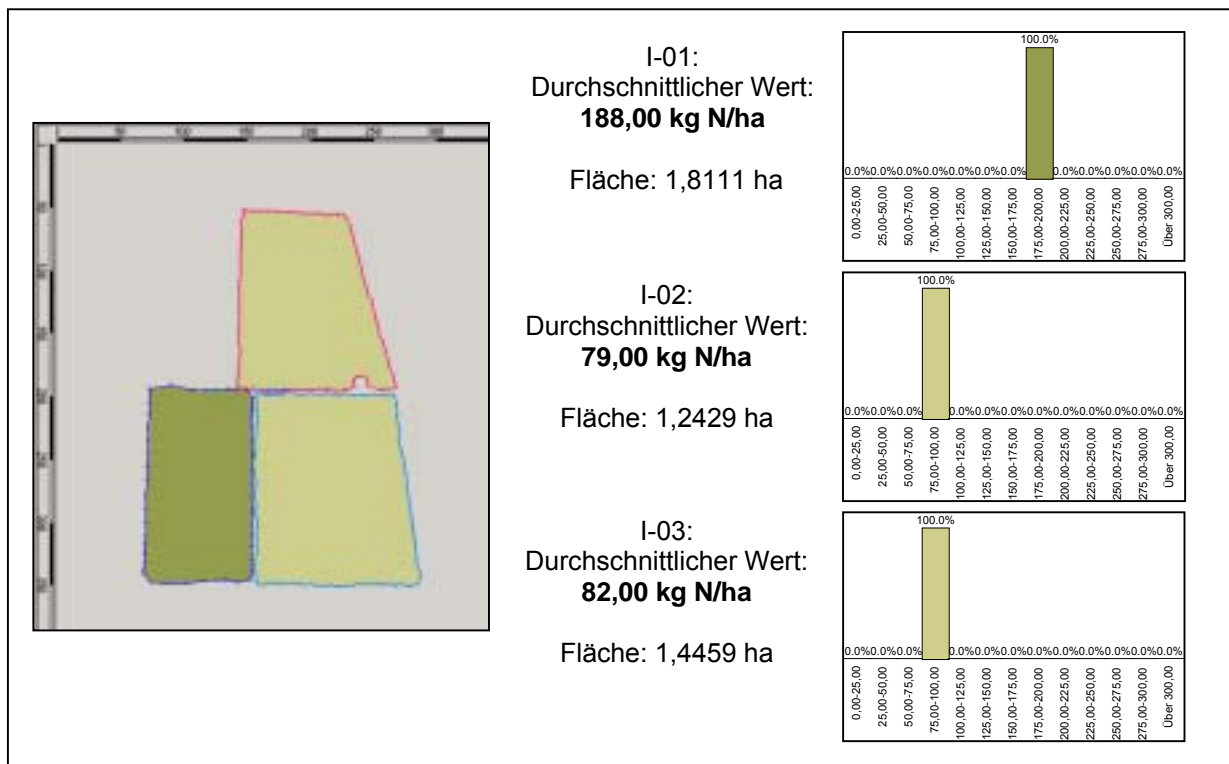 I-01:
Durchschnittlicher Wert:
188,00 kg N/ha
Fläche: 1,8111 ha
100.0%
0.0%0.0%0.0%0.0%0.0%0.0%0.0% 0.0%0.0%0.0%0.0%0.0%
0,00-25,00
25,00-50,00
50,00-75,00
75,00-100,00
100,00-125,00
125,00-150,00
150,00-175,00
175,00-200,00
200,00-225,00
225,00-250,00
250,00-275,00
275,00-300,00
Über 300,00
I-02:
Durchschnittlicher Wert:
79,00 kg N/ha
Fläche: 1,2429 ha
100.0%
0.0%0.0%0.0% 0.0%0.0%0.0%0.0%0.0%0.0%0.0%0.0%0.0%
0,00-25,00
25,00-50,00
50,00-75,00
75,00-100,00
100,00-125,00
125,00-150,00
150,00-175,00
175,00-200,00
200,00-225,00
225,00-250,00
250,00-275,00
275,00-300,00
Über 300,00
I-03:
Durchschnittlicher Wert:
82,00 kg N/ha
Fläche: 1,4459 ha
100.0%
0.0%0.0%0.0% 0.0%0.0%0.0%0.0%0.0%0.0%0.0%0.0%0.0%
0,00-25,00
25,00-50,00
50,00-75,00
75,00-100,00
100,00-125,00
125,00-150,00
150,00-175,00
175,00-200,00
200,00-225,00
225,00-250,00
250,00-275,00
275,00-300,00
Über 300,00